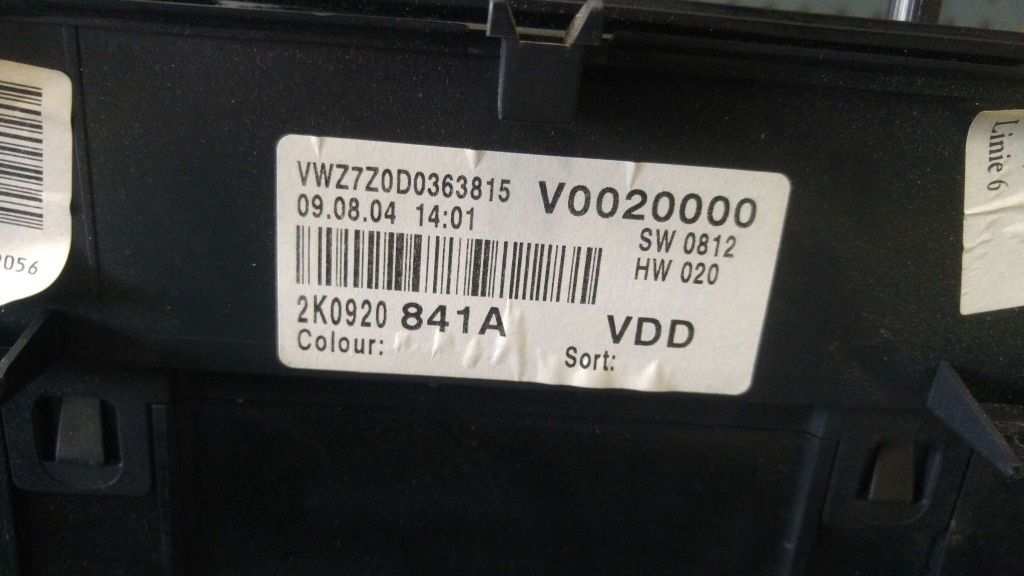 VWZ7Z0D0363815 V0020000
09.08.04 14:01 SW 0812
HW 020
2K0920 841A VDD
Colour: Sort:
Linie 6
056